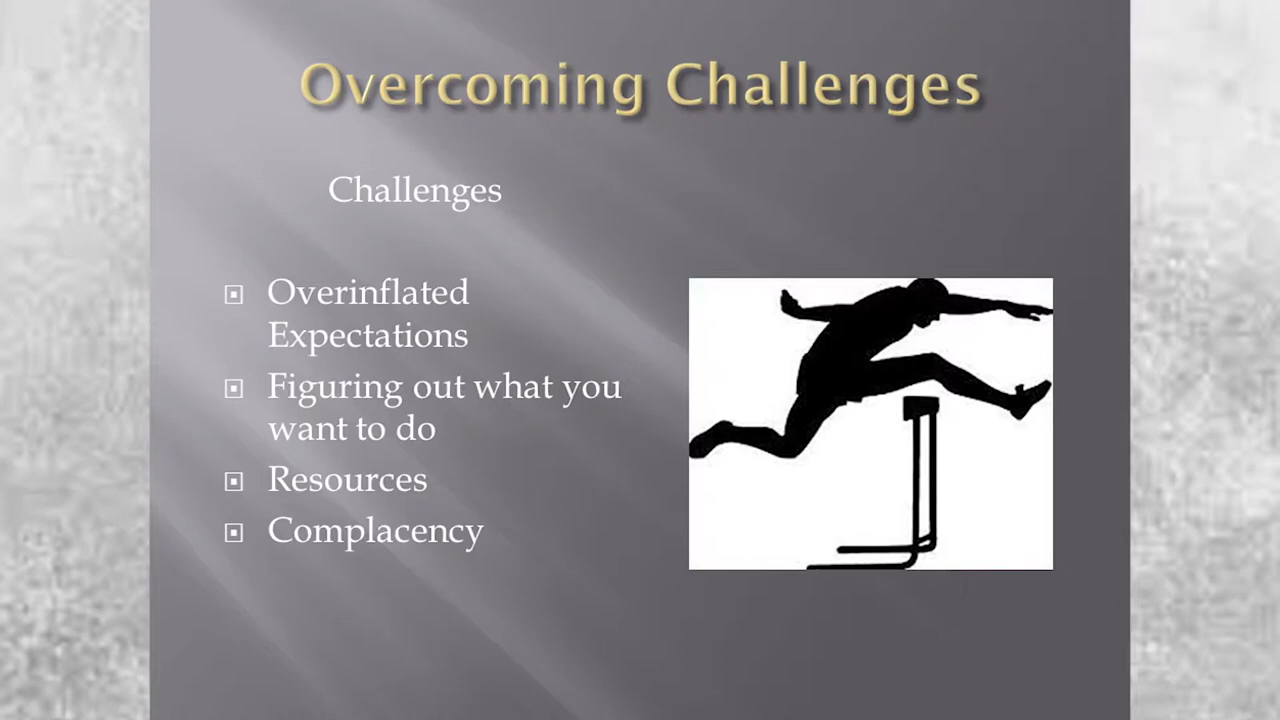 Overcoming Challenges
Challenges
Overinflated
Expectations
Figuring out what you
want to do
Resources
Complacency